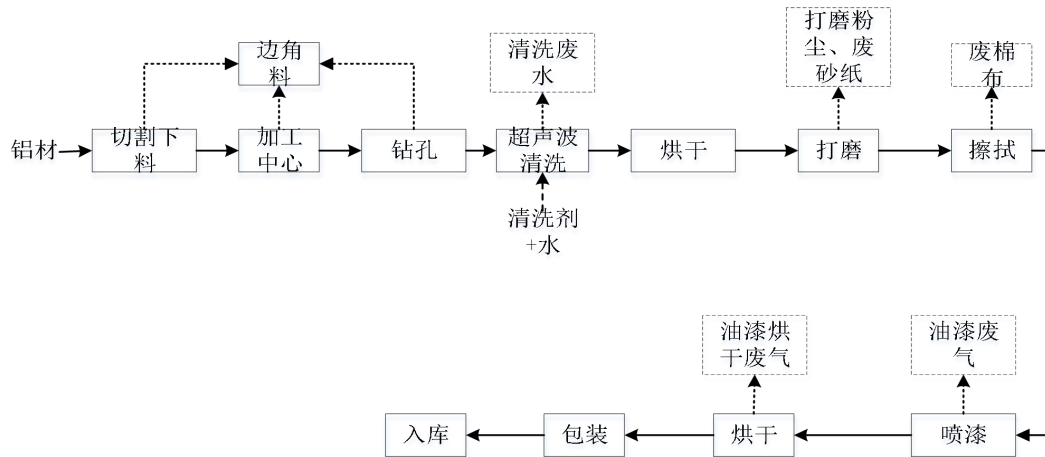 边角
料
清洗废
水
打磨粉
尘、废
砂纸
废棉
布
铝材
切割下
料
加工
中心
钻孔
超声波
清洗
烘干
打磨
擦拭
清洗剂
+水
油漆烘
干废气
油漆废
气
入库
包装
烘干
喷漆